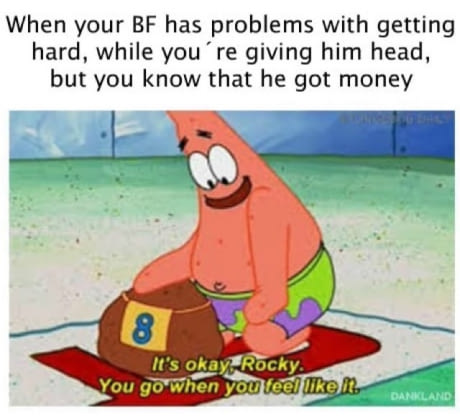 When your BF has problems with getting
hard, while you´re giving him head,
but you know that he got money
8
It's okay, Rocky.
You go when you feel like it.
DANKLAND